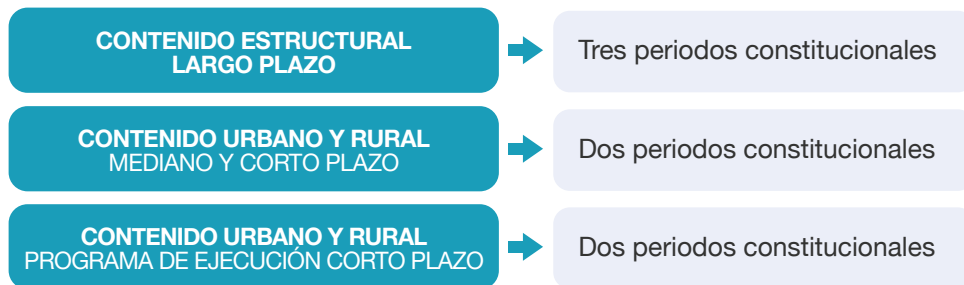 CONTENIDO ESTRUCTURAL
LARGO PLAZO
Tres periodos constitucionales
CONTENIDO URBANO Y RURAL
MEDIANO Y CORTO PLAZO
Dos periodos constitucionales
CONTENIDO URBANO Y RURAL
PROGRAMA DE EJECUCIÓN CORTO PLAZO
Dos periodos constitucionales